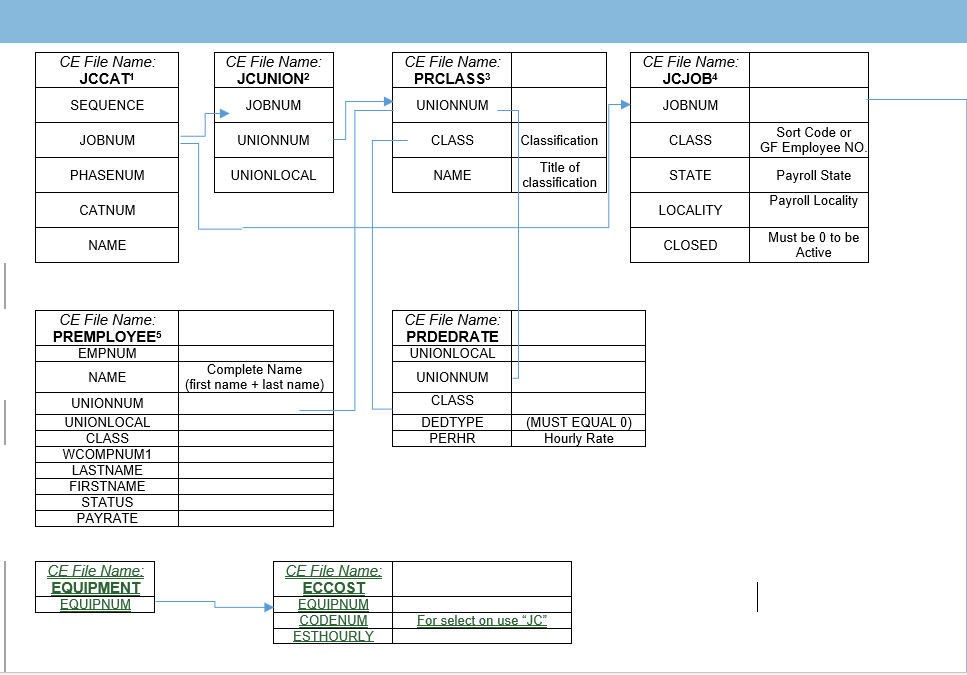 CE File Name:
JCCAT¹
SEQUENCE
JOBNUM
PHASENUM
CATNUM
NAME
CE File Name:
JCUNION²
JOBNUM
UNIONNUM
UNIONLOCAL
CE File Name:
PRCLASS³
UNIONNUM
CLASS
Classification
NAME
Title of
classification
CE File Name:
JCJOB⁴
JOBNUM
CLASS
Sort Code or
GF Employee NO.
STATE
Payroll State
LOCALITY
Payroll Locality
CLOSED
Must be 0 to be
Active
CE File Name:
PREMPLOYEE⁵
EMPNUM
NAME
Complete Name
(first name + last name)
UNIONNUM
UNIONLOCAL
CLASS
WCOMPNUM1
LASTNAME
FIRSTNAME
STATUS
PAYRATE
CE File Name:
PRDEDRATE
UNIONLOCAL
UNIONNUM
CLASS
DEDTYPE
(MUST EQUAL 0)
PERHR
Hourly Rate
CE File Name:
EQUIPMENT
EQUIPNUM
CE File Name:
ECCOST
EQUIPNUM
CODENUM
For select on use “JC”
ESTHOURLY